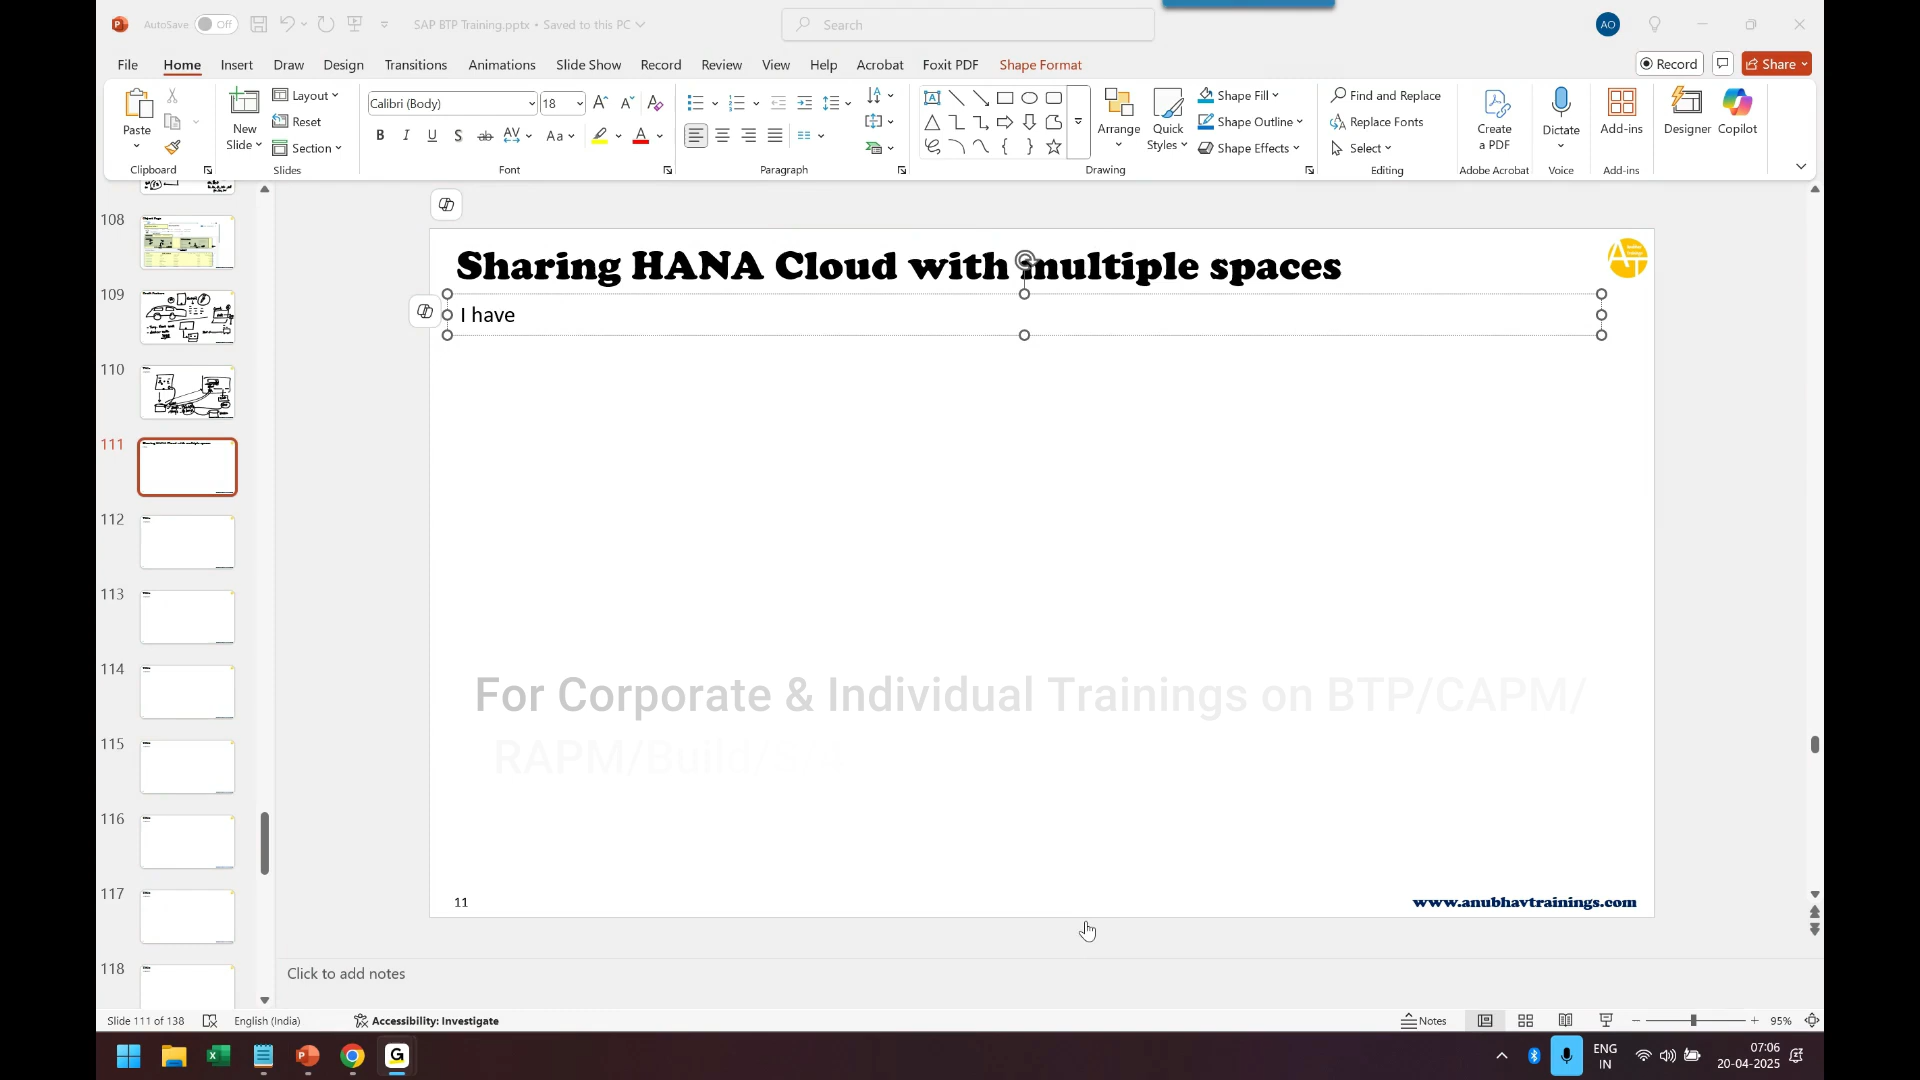 AutoSave Off SAP BTP Training.pptx • Saved to this PC Search AO
File Home Insert Draw Design Transitions Animations Slide Show Record Review View Help Acrobat Foxit PDF Shape Format Record Share
Paste New Slide Layout Reset Section Calibri (Body) 18 Arrange Quick Styles Shape Fill Shape Outline Shape Effects Find and Replace Replace Fonts Select Create a PDF Dictate Add-ins Designer Copilot
Clipboard Slides Font Paragraph Drawing Editing Adobe Acrobat Voice Add-ins
108
109
110
111
112
113
114
115
116
117
118
Sharing HANA Cloud with multiple spaces
I have
For Corporate & Individual Trainings on BTP/CAPM/
RAPM/Build/S/4
11
www.anubhavtrainings.com
Click to add notes
Slide 111 of 138 English (India) Accessibility: Investigate Notes 95%
ENG IN 07:06 20-04-2025